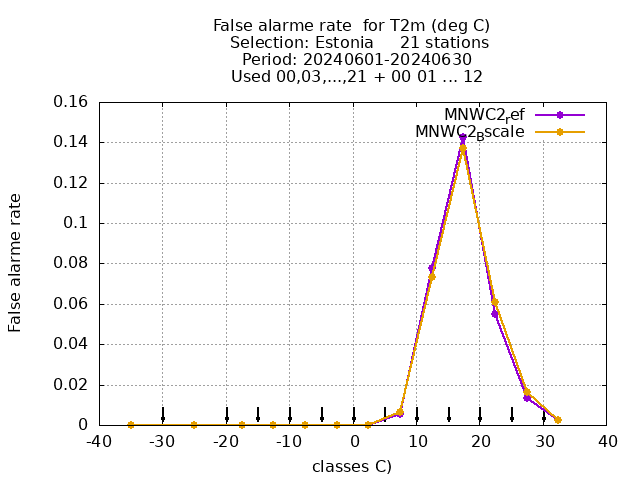 False alarme rate  for T2m (deg C)
Selection: Estonia     21 stations
Period: 20240601-20240630
Used 00,03,...,21 + 00 01 ... 12
0.16
0.14
0.12
0.1
0.08
0.06
0.04
0.02
0
False alarme rate
MNWC2ref
MNWC2Bscale
-40 -30 -20 -10 0 10 20 30 40
classes C)